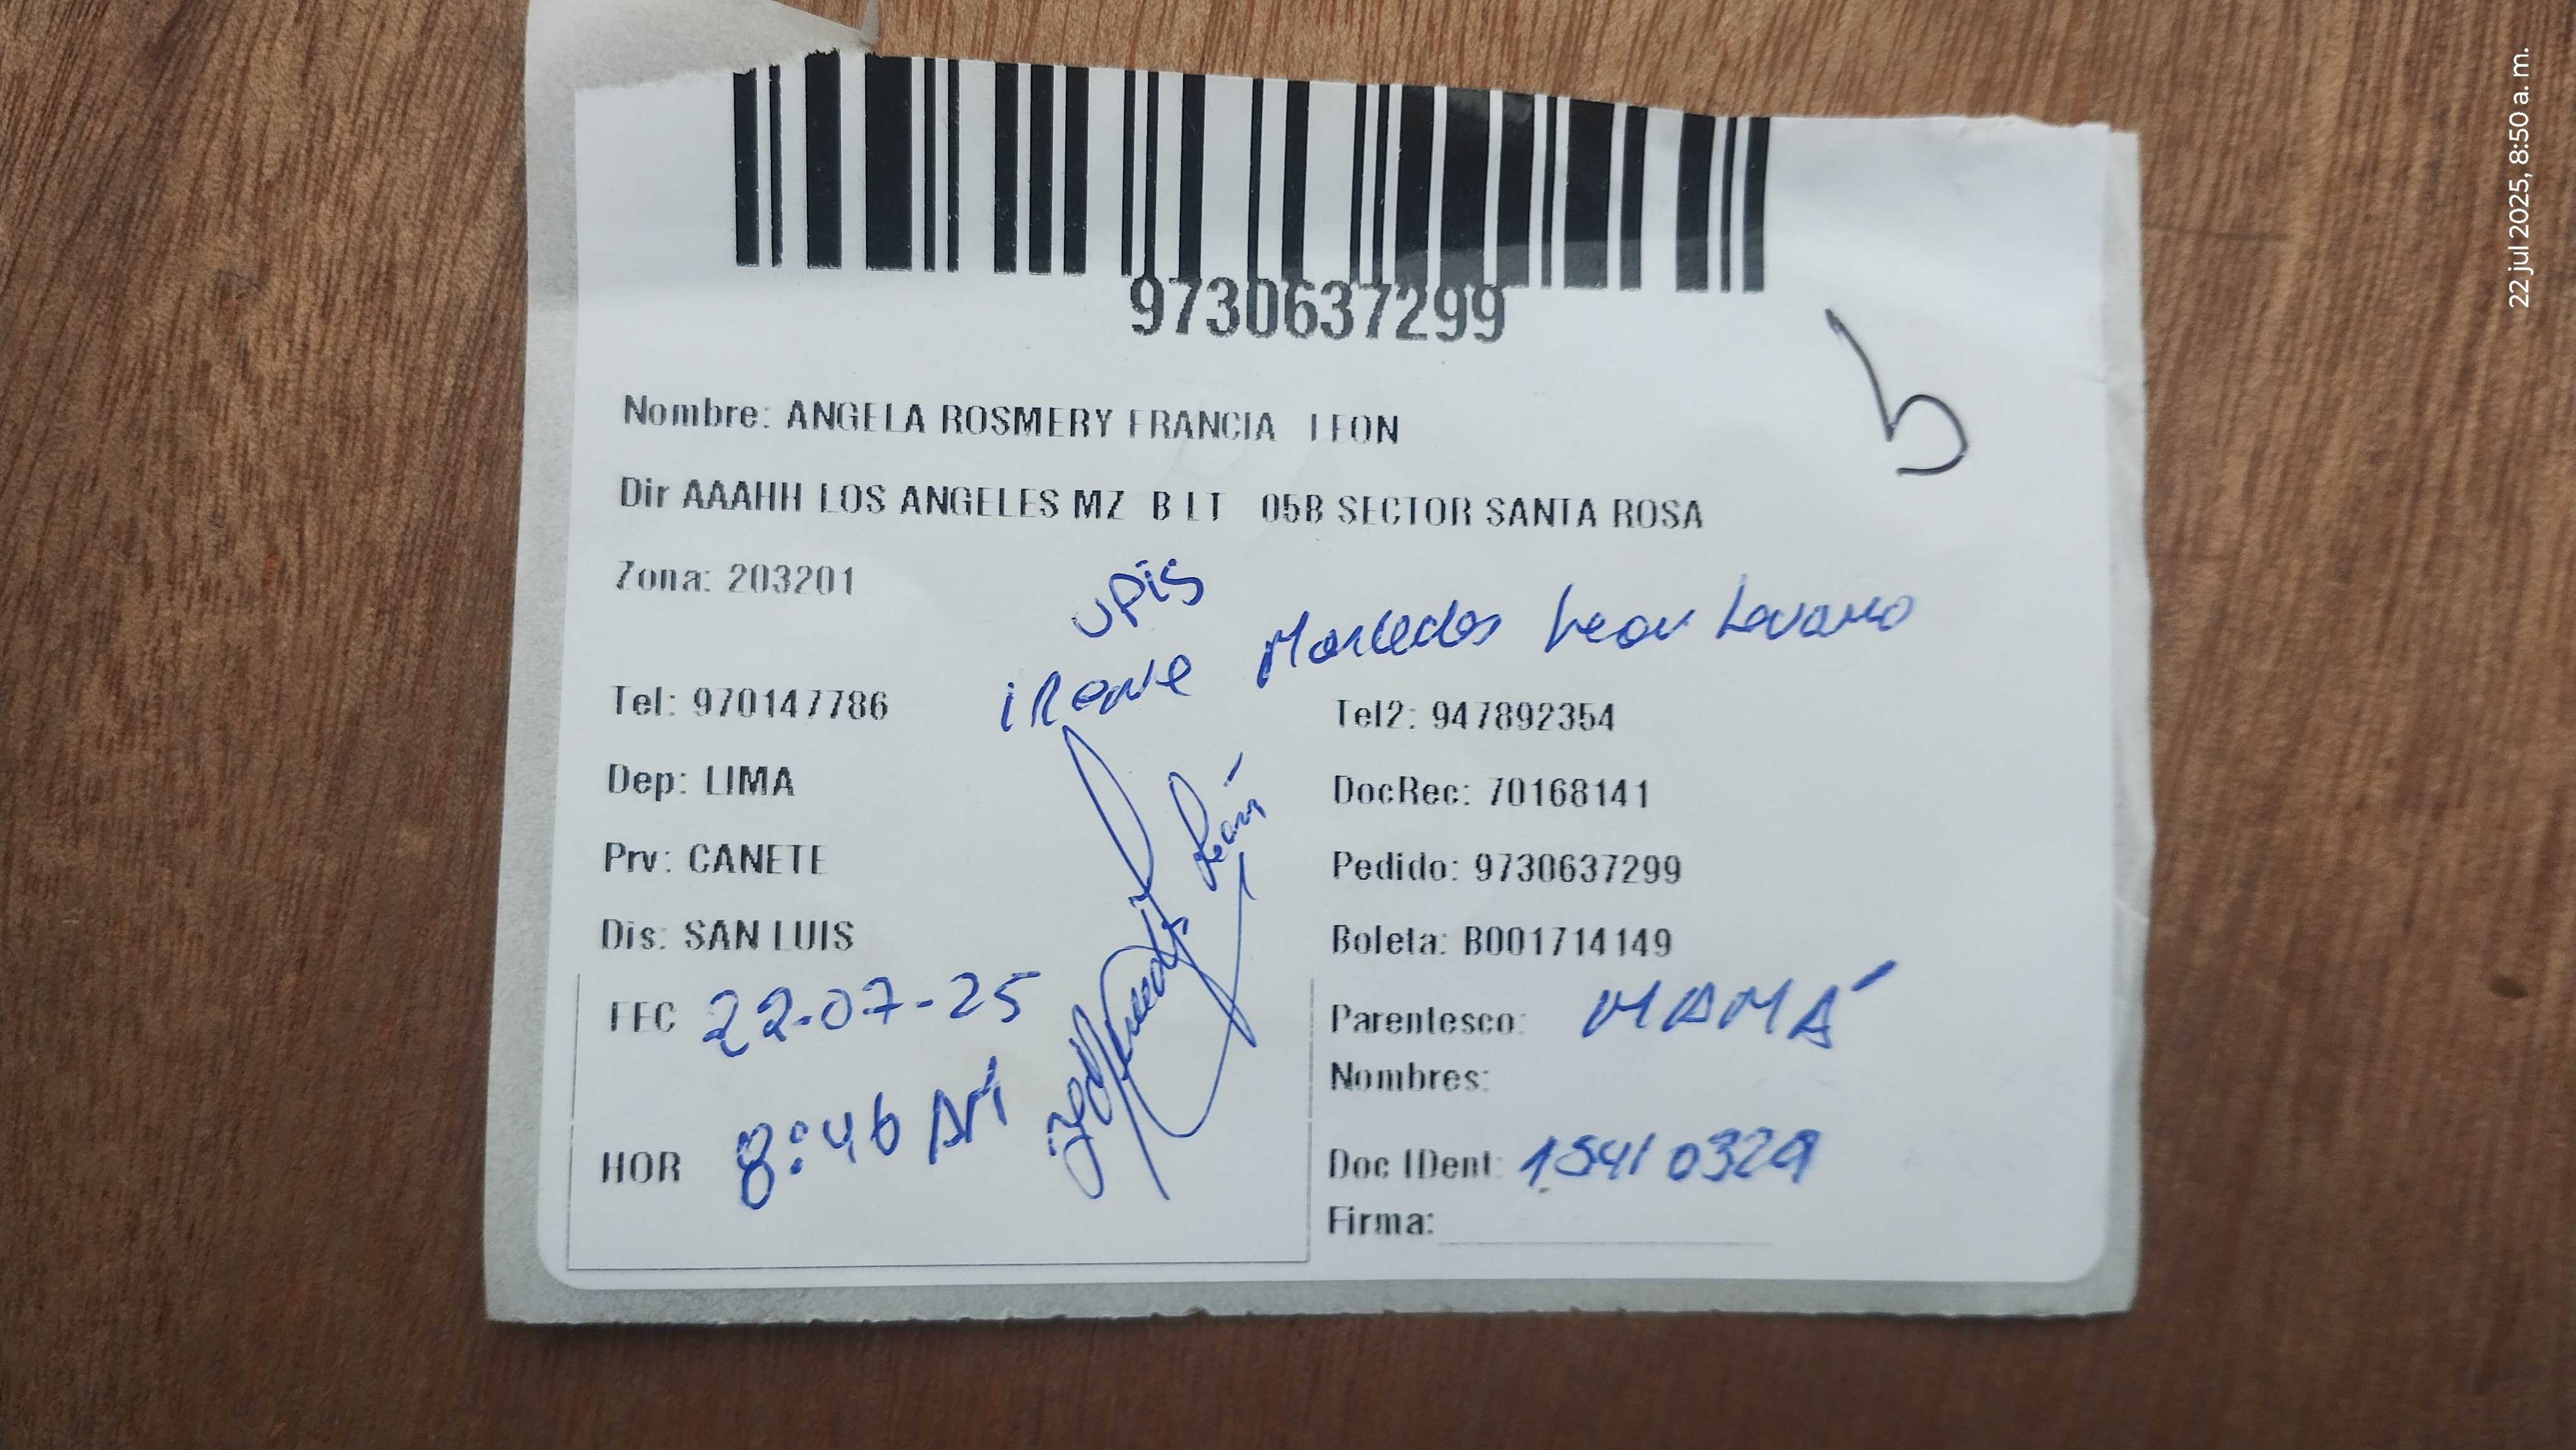 22 jul 2025, 8:50 a. m.
9730637299
Nombre: ANGELA ROSMERY FRANCIA LEON
Dir AAAHH LOS ANGELES MZ B LT 05B SECTOR SANTA ROSA
Zona: 203201
UPiS
iRene Mercedes Leon Levano
Tel: 970147786 Tel2: 947892354
Dep: LIMA DocRec: 70168141
Prv: CANETE Pedido: 9730637299
Dis: SAN LUIS Boleta: B001714149
FEC 22-07-25 Parentesco: MAMÁ
Nombres:
HOR 8:46 AM Doc IDent: 15410329
Firma: